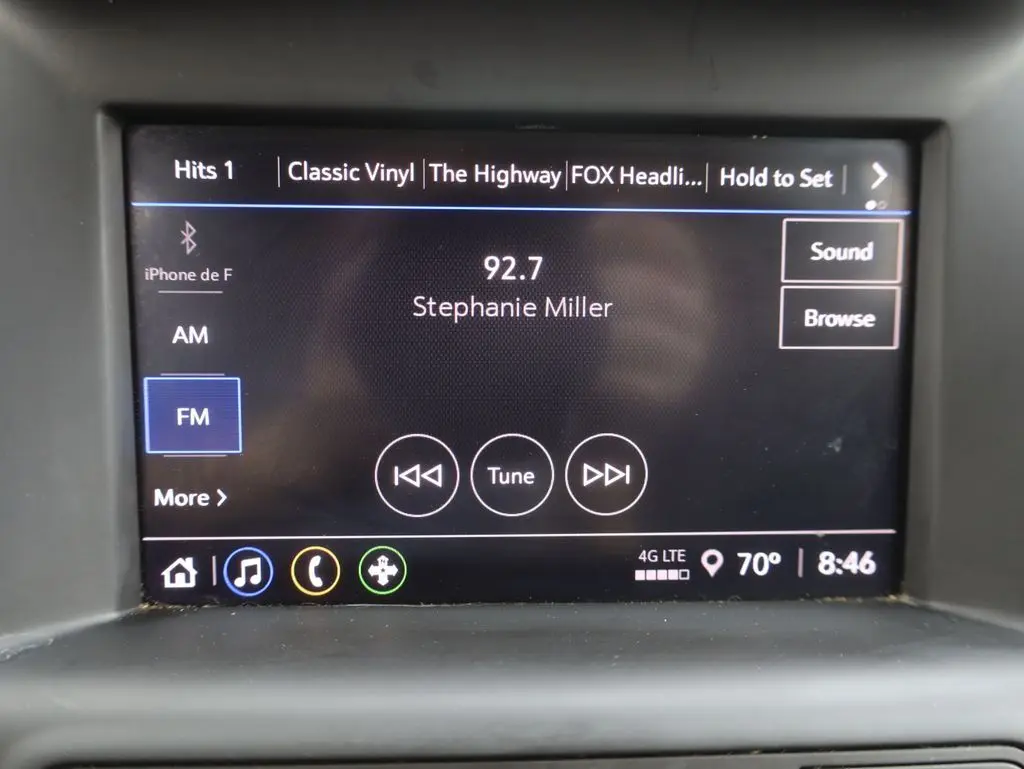 Hits 1 Classic Vinyl The Highway FOX Headli... Hold to Set
iPhone de F
92.7
Stephanie Miller
Sound
Browse
AM
FM
More
Tune
4G LTE 70° 8:46